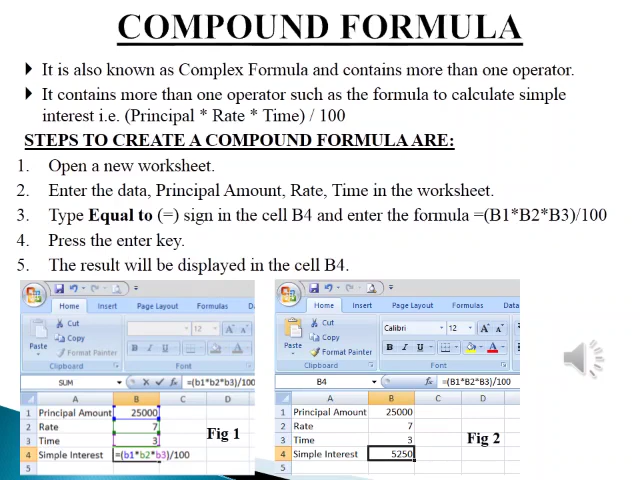 COMPOUND FORMULA
It is also known as Complex Formula and contains more than one operator.
It contains more than one operator such as the formula to calculate simple
interest i.e. (Principal * Rate * Time) / 100
STEPS TO CREATE A COMPOUND FORMULA ARE:
1. Open a new worksheet.
2. Enter the data, Principal Amount, Rate, Time in the worksheet.
3. Type Equal to (=) sign in the cell B4 and enter the formula =(B1*B2*B3)/100
4. Press the enter key.
5. The result will be displayed in the cell B4.
Home Insert Page Layout Formulas Da
Cut
Copy
Paste
Format Painter
12 A A
B I U
Clipboard Font
SUM fx =(b1*b2*b3)/100
A B C D
1 Principal Amount 25000
2 Rate 7
3 Time 3
4 Simple Interest =(b1*b2*b3)/100
5
Fig 1
Home Insert Page Layout Formulas Data
Cut
Copy
Paste
Format Painter
Calibri 12 A A
B I U A
Clipboard Font
B4 fx =(B1*B2*B3)/100
A B C D
1 Principal Amount 25000
2 Rate 7
3 Time 3
4 Simple Interest 5250
5
Fig 2